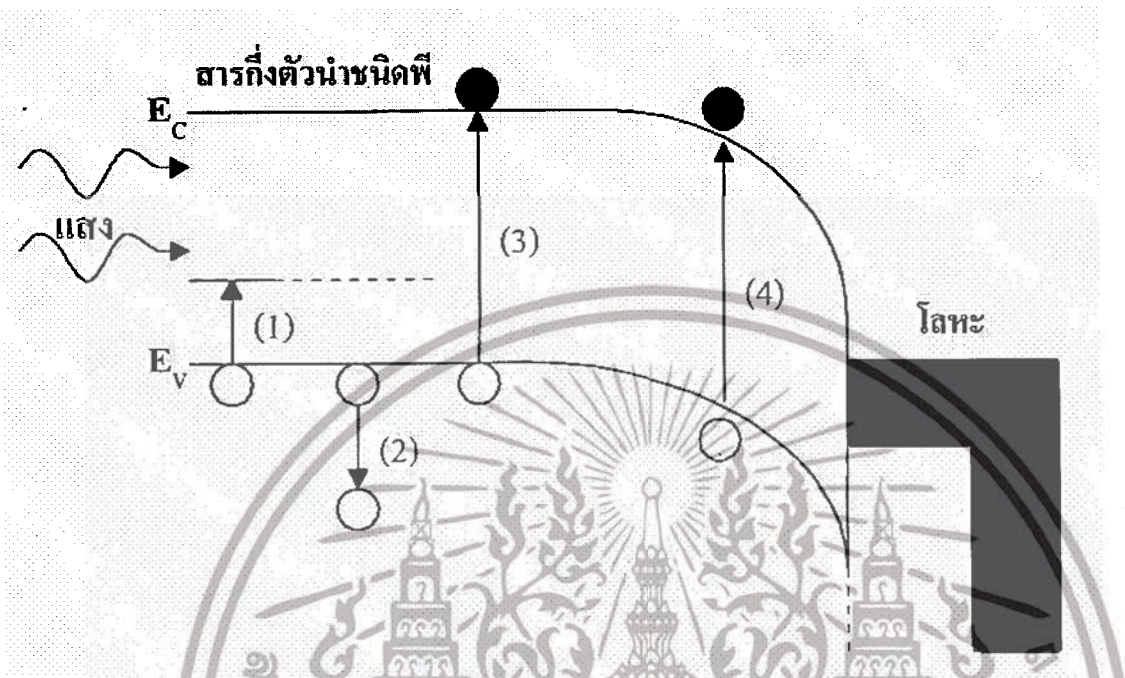 สารกึ่งตัวนำชนิดพี
E_C
แสง
(3)
(1)
(4)
โลหะ
E_V
(2)